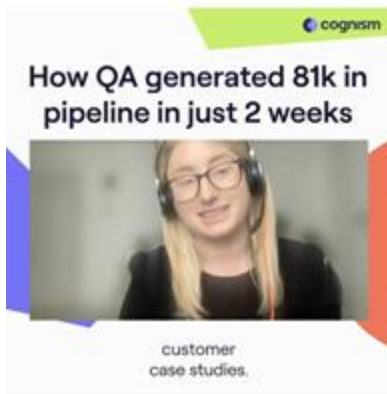 cognism
How QA generated 81k in
pipeline in just 2 weeks
customer
case studies.